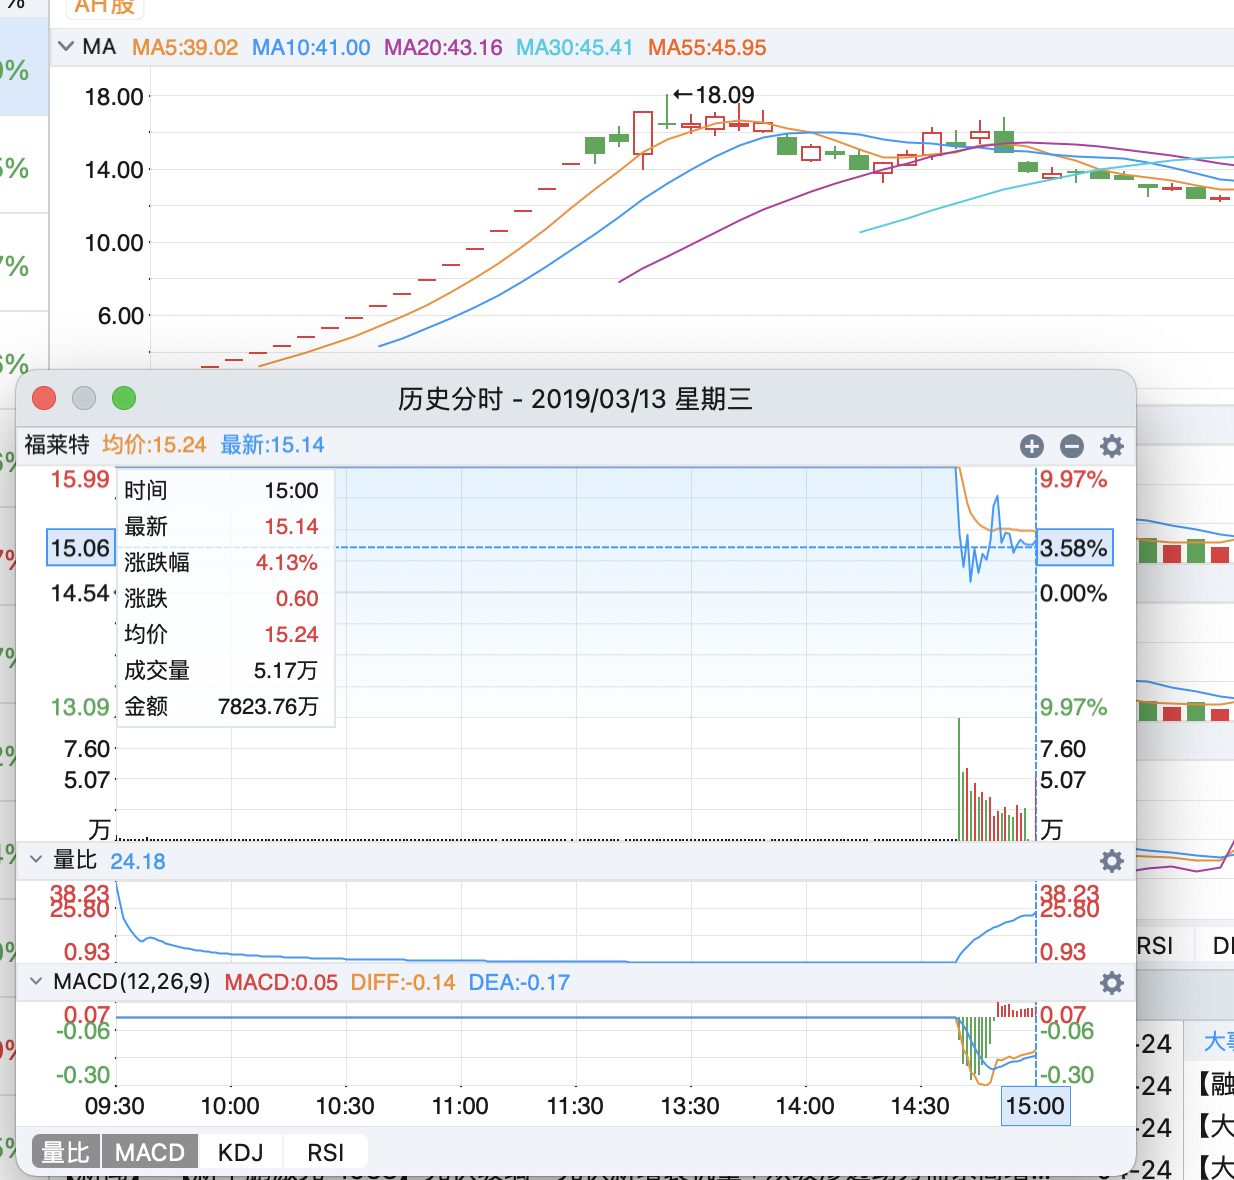 %
AH股
MA MA5:39.02 MA10:41.00 MA20:43.16 MA30:45.41 MA55:45.95
18.00
←18.09
14.00
10.00
6.00
历史分时 - 2019/03/13 星期三
福莱特 均价:15.24 最新:15.14
15.99 9.97%
时间 15:00
最新 15.14
15.06 3.58%
涨跌幅 4.13%
14.54 0.00%
涨跌 0.60
均价 15.24
成交量 5.17万
13.09 9.97%
金额 7823.76万
7.60 7.60
5.07 5.07
万 万
量比 24.18
38.23 38.23
25.80 25.80
0.93 0.93
RSI
MACD(12,26,9) MACD:0.05 DIFF:-0.14 DEA:-0.17
0.07 0.07
-0.06 -0.06
-0.30 -0.30
09:30 10:00 10:30 11:00 11:30 13:30 14:00 14:30 15:00
量比 MACD KDJ RSI
-24
-24 【融
-24 【大
-24 【大